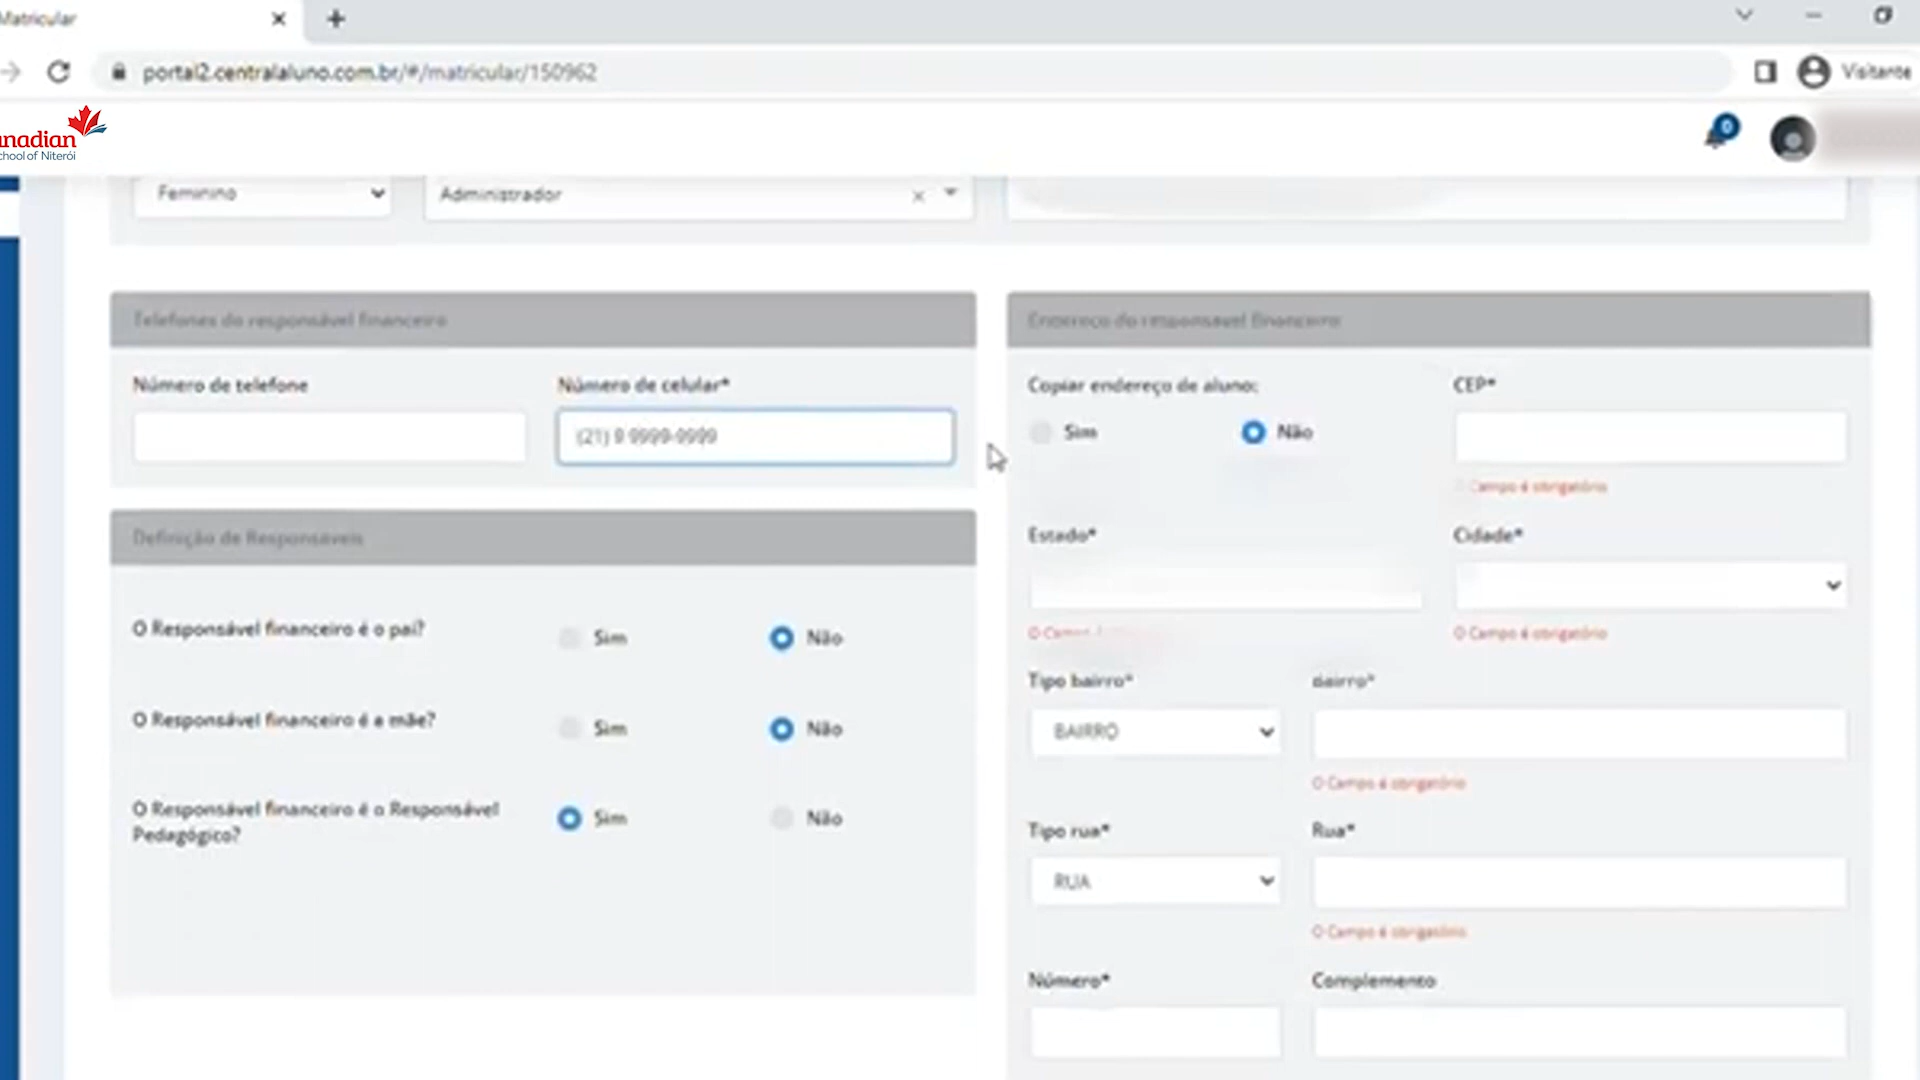 Matricular
portal2.centralaluno.com.br/#/matricular/150962
Visitante
anadian
chool of Niterói
0
Feminino
Administrador
Telefones do responsável financeiro
Endereço do responsável financeiro
Número de telefone
Número de celular*
Copiar endereço de aluno:
CEP*
(21) 9 9999-9999
Sim
Não
Campo é obrigatório
Definição de Responsáveis
Estado*
Cidade*
O Responsável financeiro é o pai?
Sim
Não
O Campo é
O Campo é obrigatório
Tipo bairro*
Bairro*
O Responsável financeiro é a mãe?
Sim
Não
BAIRRO
O Campo é obrigatório
O Responsável financeiro é o Responsável
Pedagógico?
Sim
Não
Tipo rua*
Rua*
RUA
O Campo é obrigatório
Número*
Complemento